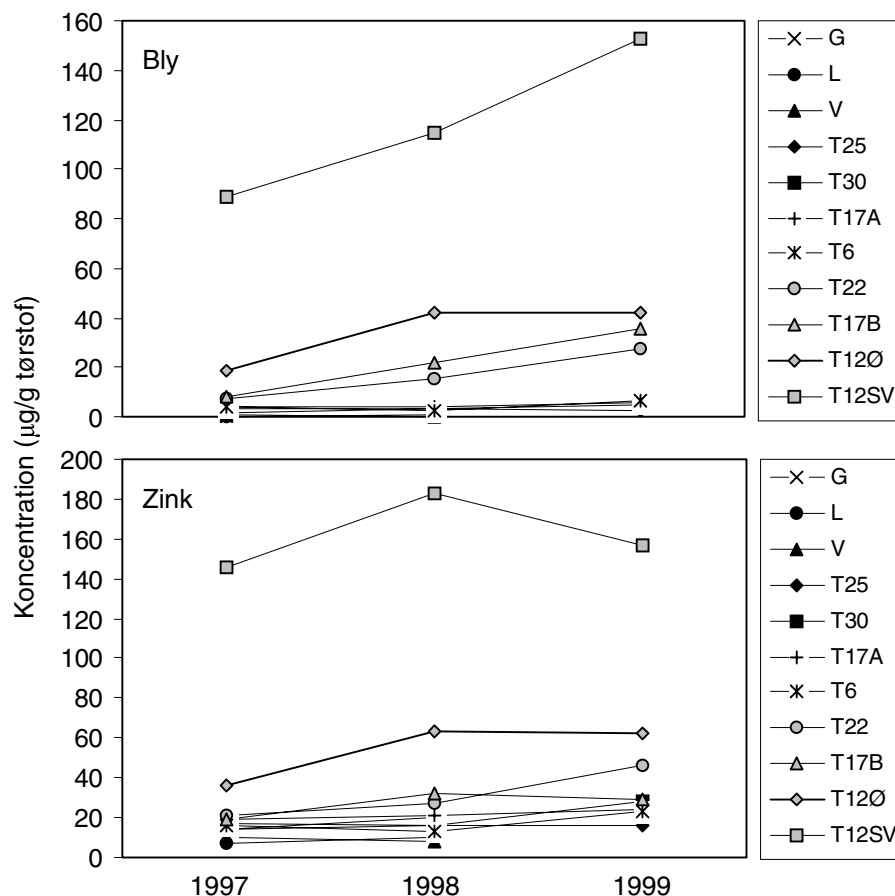 160
140
120
100
80
60
40
20
0
Bly
G
L
V
T25
T30
T17A
T6
T22
T17B
T12Ø
T12SV
Koncentration (µg/g tørstof)
200
180
160
140
120
100
80
60
40
20
0
Zink
G
L
V
T25
T30
T17A
T6
T22
T17B
T12Ø
T12SV
1997 1998 1999